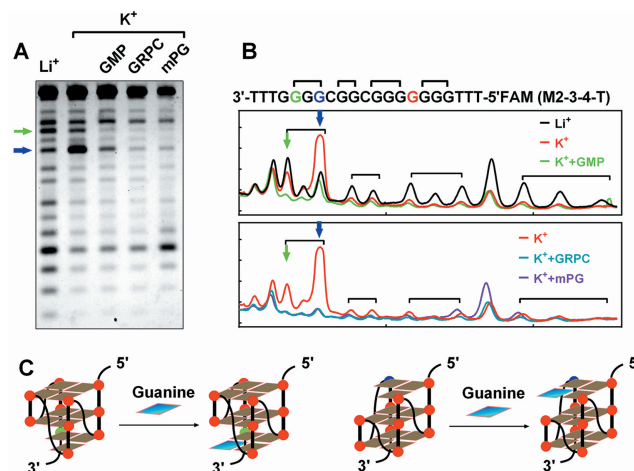 A
K+
Li+
GMP
GRPC
mPG
B
3'-TTTGGGGCGGCGGGGGGGTTT-5'FAM (M2-3-4-T)
Li+
K+
K++GMP
K+
K++GRPC
K++mPG
C
5'
Guanine
5'
3'
3'
5'
Guanine
5'
3'
3'